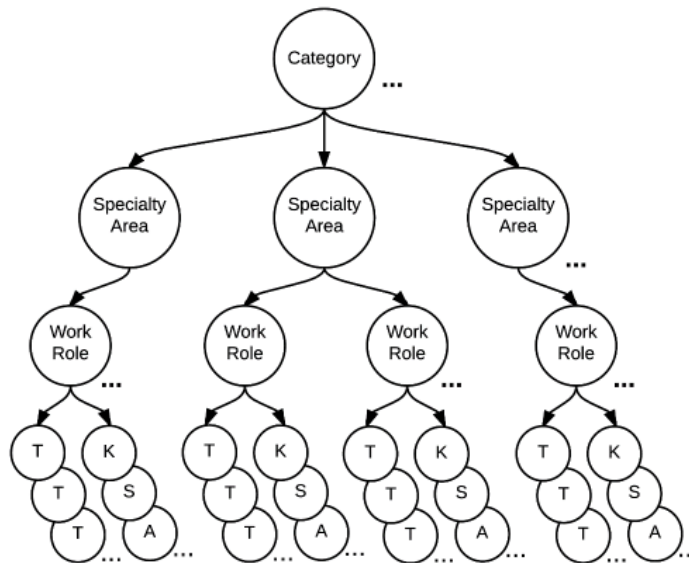 Category
...
Specialty
Area
Specialty
Area
Specialty
Area
...
Work
Role
...
Work
Role
Work
Role
...
Work
Role
...
T K T K T K T K
T S T S T S T S
T ... A ... T ... A ... T ... A ... T ... A ...